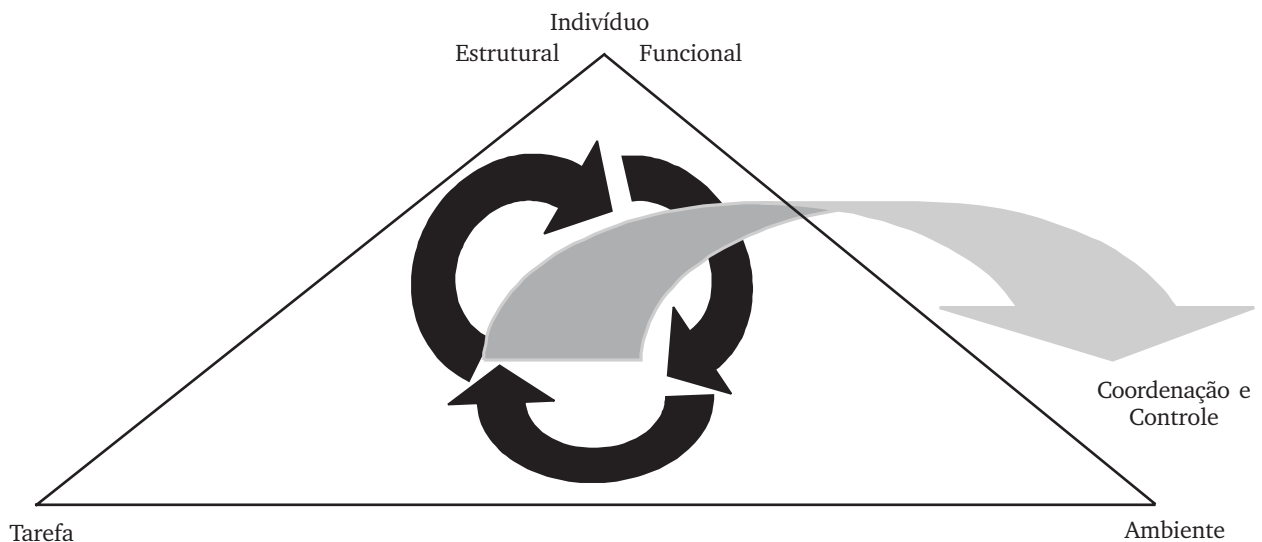 Indivíduo
Estrutural Funcional
Coordenação e
Controle
Tarefa
Ambiente